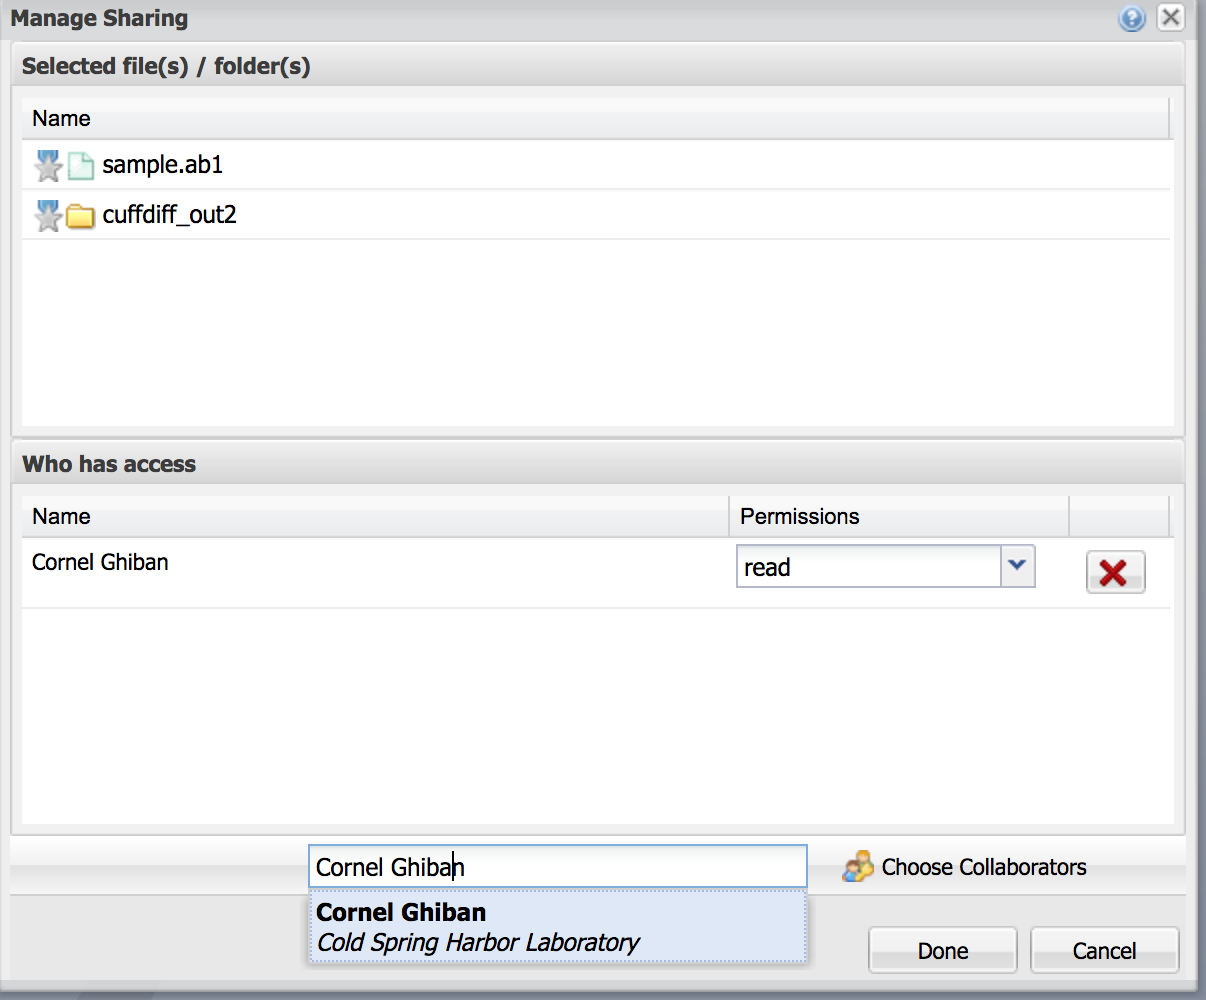 Manage Sharing
Selected file(s) / folder(s)
Name
sample.ab1
cuffdiff_out2
Who has access
Name Permissions
Cornel Ghiban read
Cornel Ghiban Choose Collaborators
Cornel Ghiban
Cold Spring Harbor Laboratory
Done Cancel